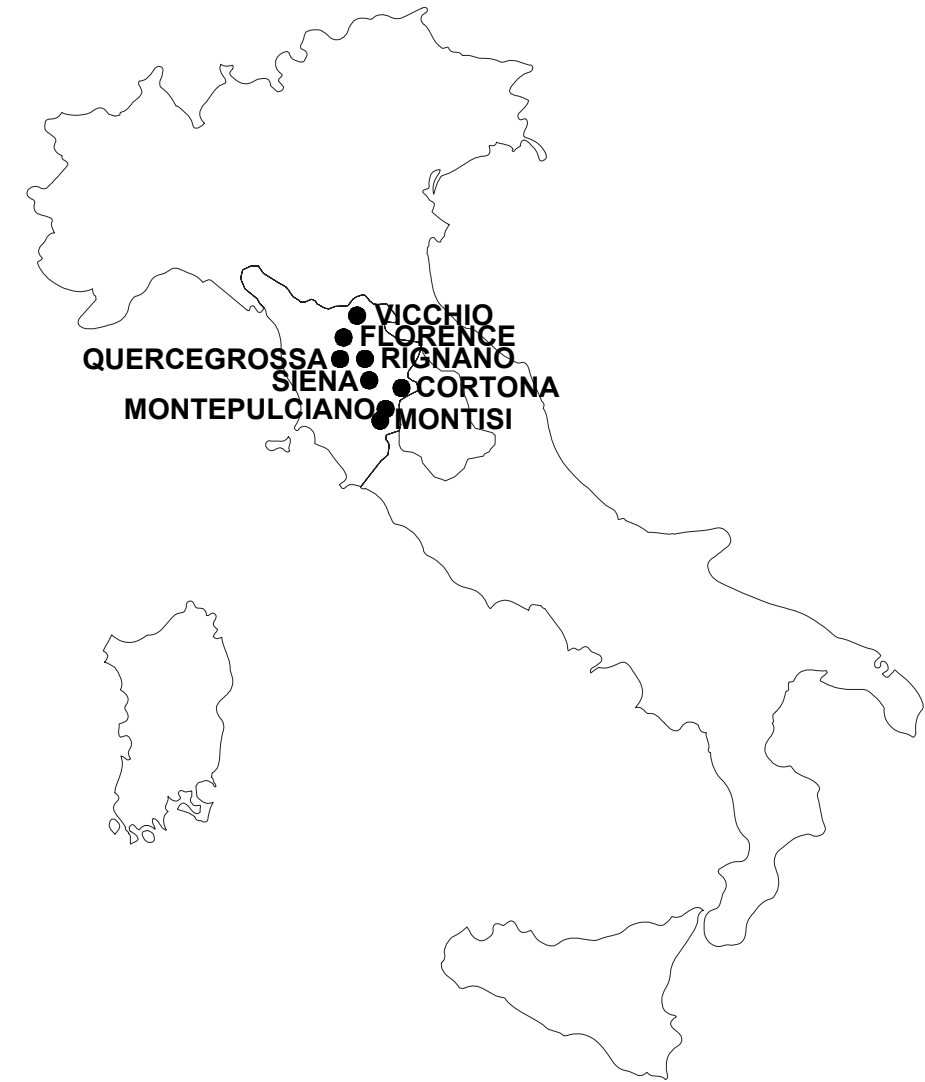 VICCHIO
FLORENCE
QUERCEGROSSA
RIGNANO
SIENA
CORTONA
MONTEPULCIANO
MONTISI